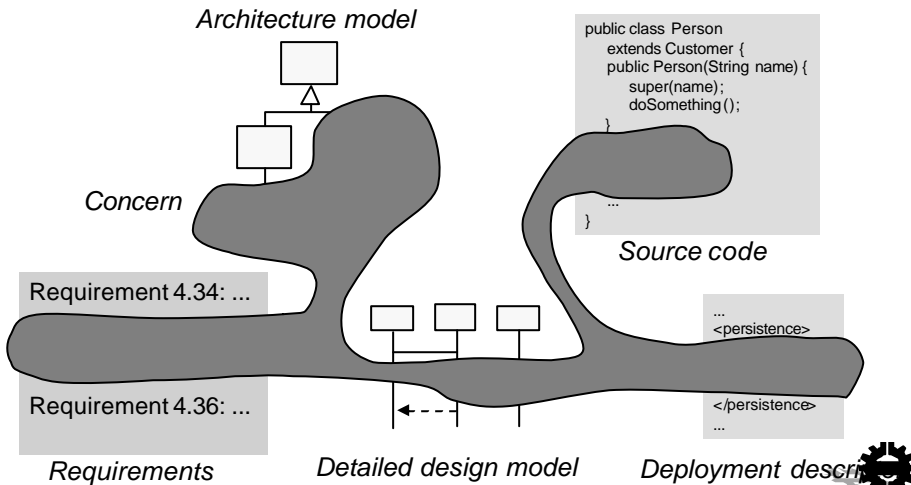 Architecture model
public class Person
extends Customer {
public Person(String name) {
super(name);
doSomething();
}
...
}
Source code
Concern
Requirement 4.34: ...
Requirement 4.36: ...
Requirements
Detailed design model
...
<persistence>
</persistence>
...
Deployment